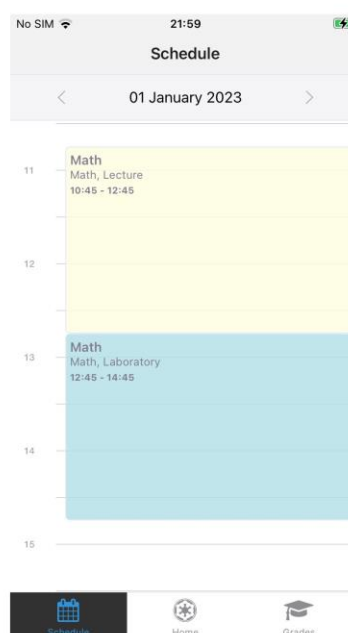 No SIM 21:59
Schedule
01 January 2023
11
Math
Math, Lecture
10:45 - 12:45
12
Math
13
Math, Laboratory
12:45 - 14:45
14
15
Schedule Home Grades